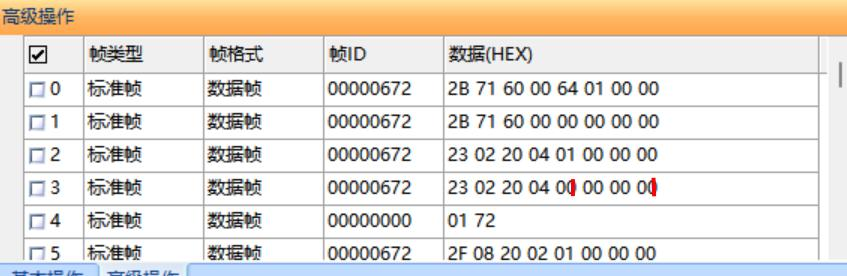 高级操作
帧类型 帧格式 帧ID 数据(HEX)
0 标准帧 数据帧 00000672 2B 71 60 00 64 01 00 00
1 标准帧 数据帧 00000672 2B 71 60 00 00 00 00 00
2 标准帧 数据帧 00000672 23 02 20 04 01 00 00 00
3 标准帧 数据帧 00000672 23 02 20 04 00 00 00 00
4 标准帧 数据帧 00000000 01 72
5 标准帧 数据帧 00000672 2F 08 20 02 01 00 00 00
基本操作 高级操作